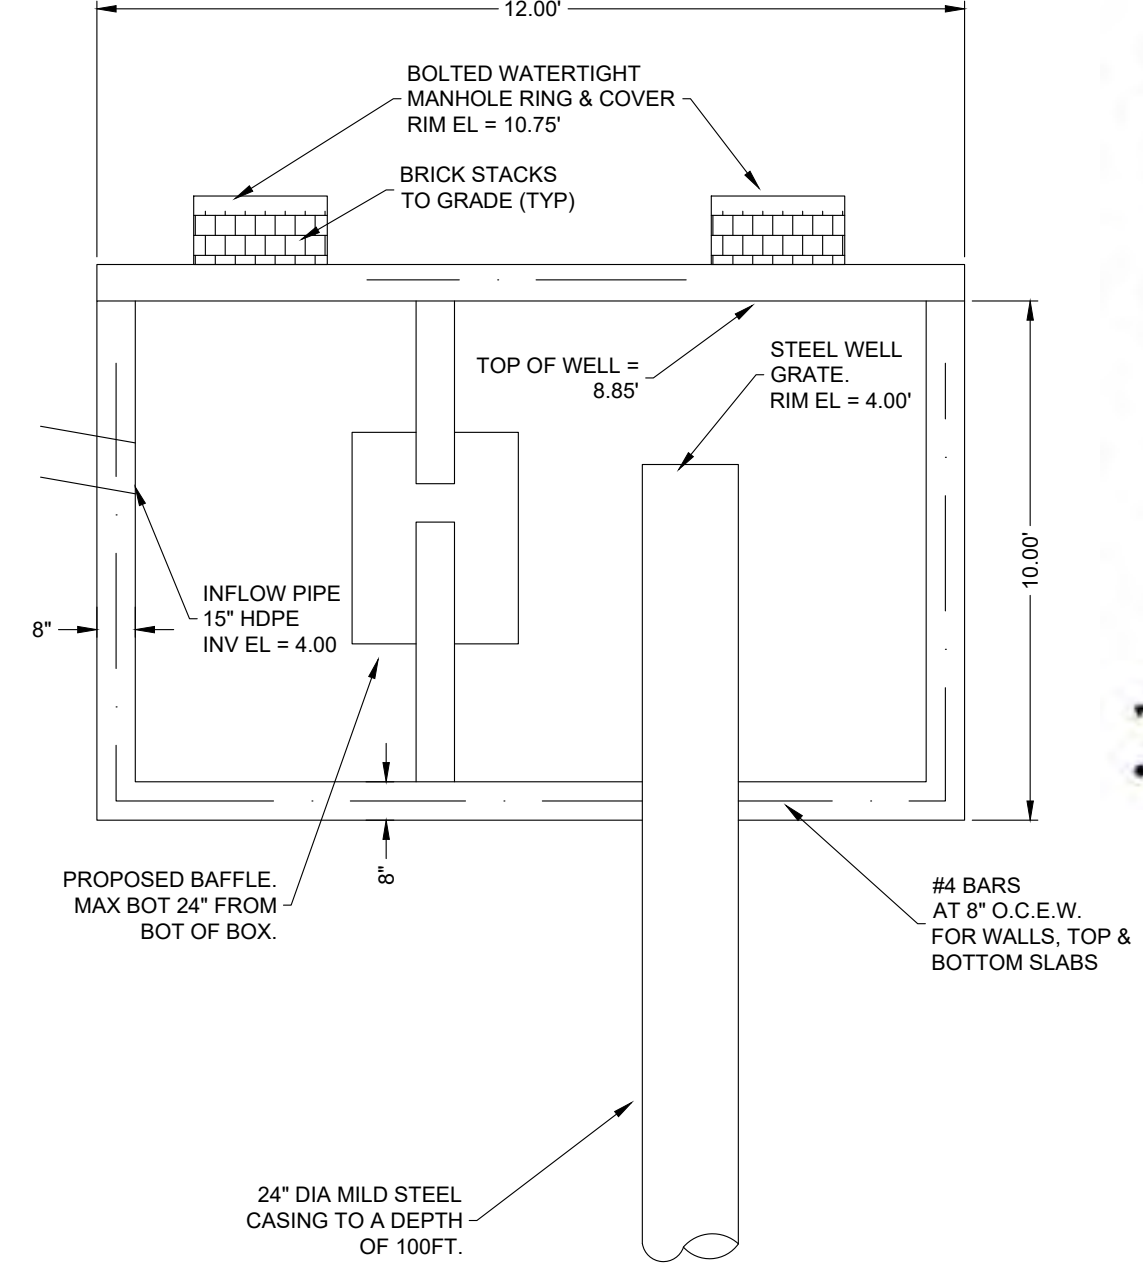 12.00'
BOLTED WATERTIGHT
MANHOLE RING & COVER
RIM EL = 10.75'
BRICK STACKS
TO GRADE (TYP)
TOP OF WELL =
8.85'
STEEL WELL
GRATE.
RIM EL = 4.00'
10.00'
INFLOW PIPE
15" HDPE
INV EL = 4.00
8"
8"
PROPOSED BAFFLE.
MAX BOT 24" FROM
BOT OF BOX.
#4 BARS
AT 8" O.C.E.W.
FOR WALLS, TOP &
BOTTOM SLABS
24" DIA MILD STEEL
CASING TO A DEPTH
OF 100FT.